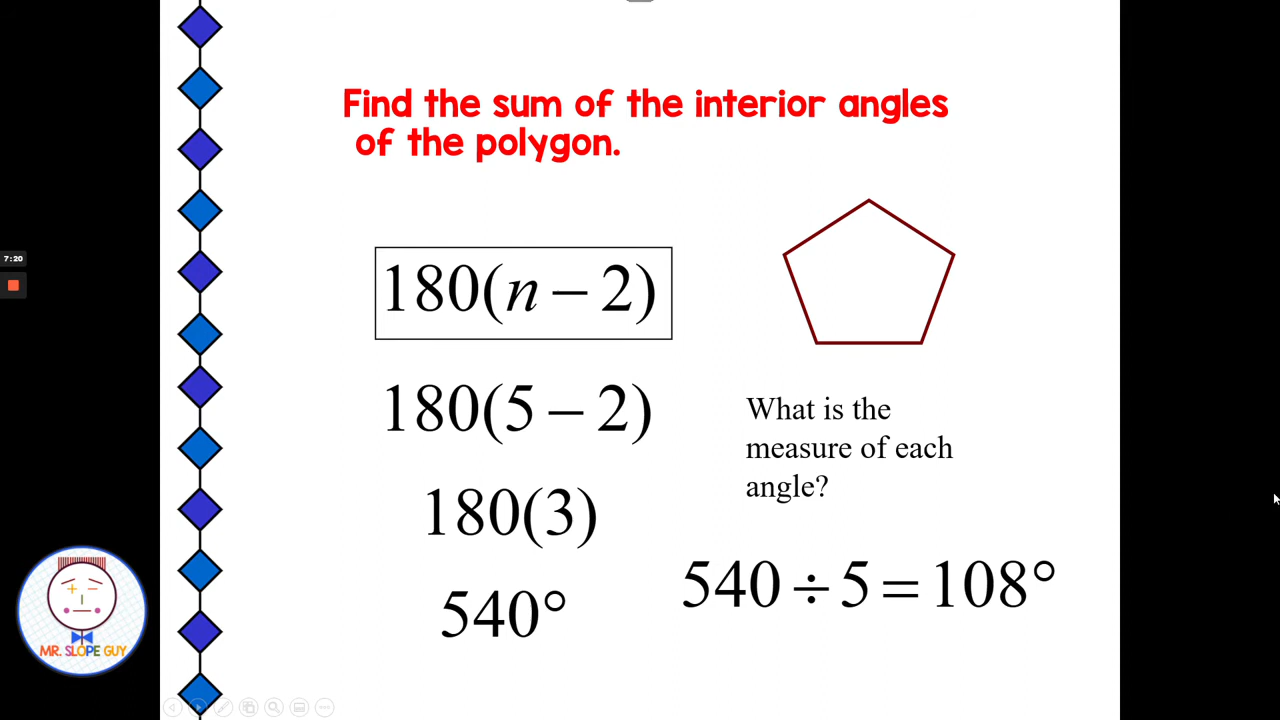 Find the sum of the interior angles
of the polygon.
180(n − 2)
180(5 − 2)
180(3)
540°
What is the
measure of each
angle?
540 ÷ 5 = 108°
7:20
MR. SLOPE GUY